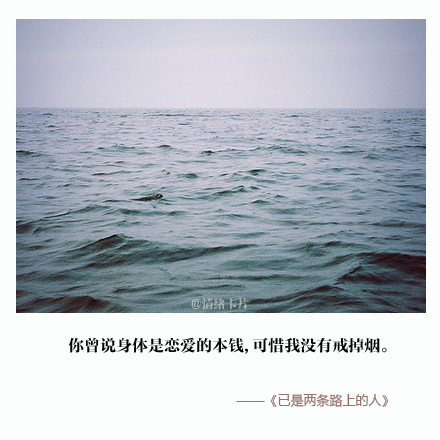 @情绪卡片
你曾说身体是恋爱的本钱，可惜我没有戒掉烟。
——《已是两条路上的人》